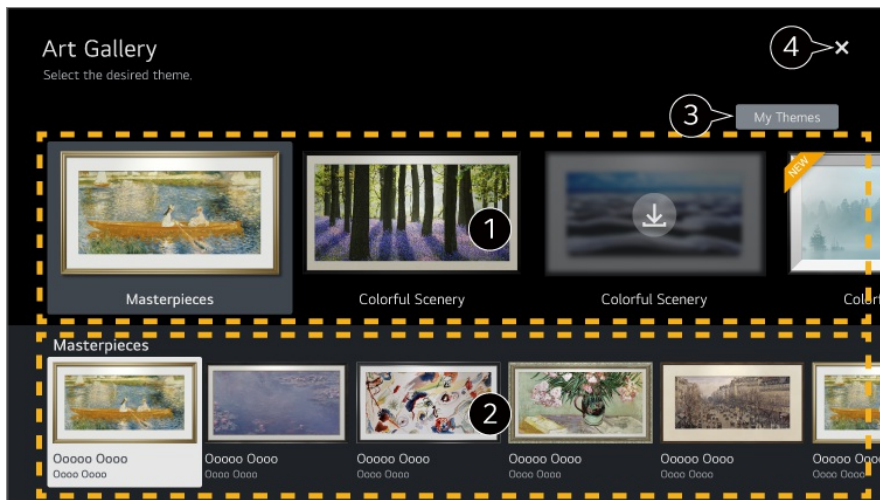 Art Gallery
Select the desired theme.
4
3
My Themes
NEW
1
Masterpieces
Colorful Scenery
Colorful Scenery
Colorf
Masterpieces
2
Ooooo Oooo
Ooooo Oooo
Ooooo Oooo
Ooooo Oooo
Ooooo Oooo
Ooooo Ooo
Oooo Oooo
Oooo Oooo
Oooo Oooo
Oooo Oooo
Oooo Oooo
Oooo Oooo